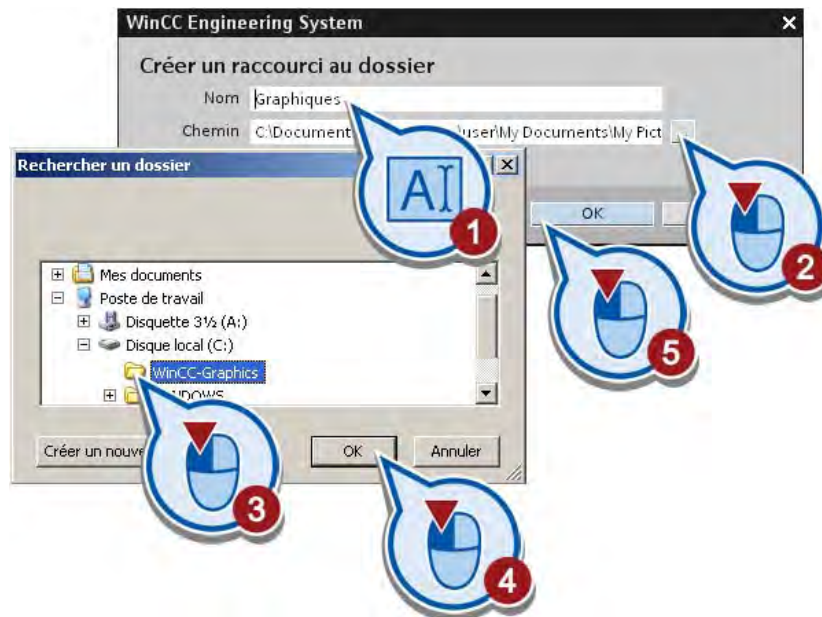 WinCC Engineering System
Créer un raccourci au dossier
Nom Graphiques
Chemin C:\Document \user\My Documents\My Pict ...
OK
Rechercher un dossier
Mes documents
Poste de travail
Disquette 3½ (A:)
Disque local (C:)
WinCC-Graphics
NDOWS
Créer un nouve
OK
Annuler
A
1
2
3
4
5